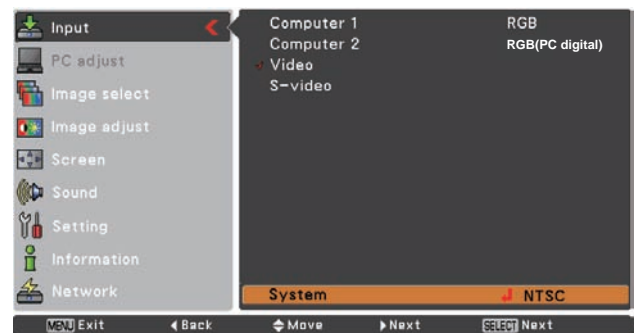 Input
PC adjust
Image select
Image adjust
Screen
Sound
Setting
Information
Network
Computer 1 RGB
Computer 2 RGB(PC digital)
Video
S-video
System NTSC
MENU Exit Back Move Next SELECT Next